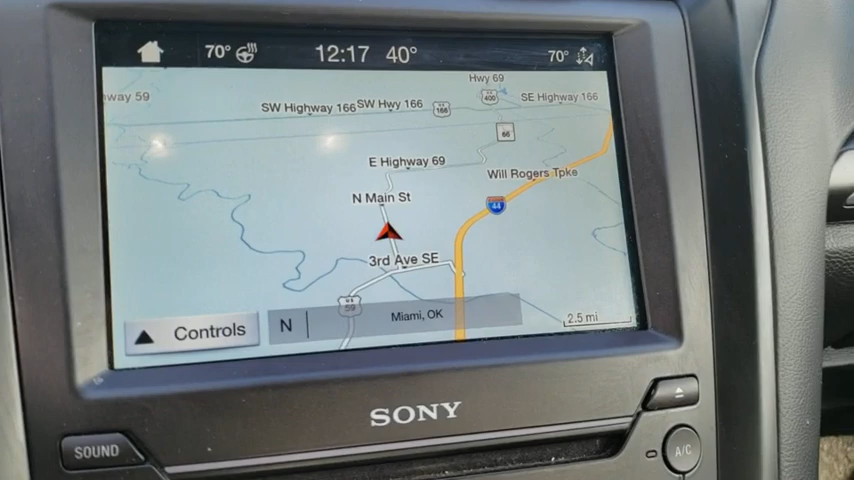 70° 12:17 40° 70°
Hwy 69
way 59
400
SW Highway 166 SW Hwy 166 166 SE Highway 166
66
E Highway 69
Will Rogers Tpke
N Main St
44
3rd Ave SE
59
Controls
N Miami, OK
2.5 mi
SONY
SOUND
A/C